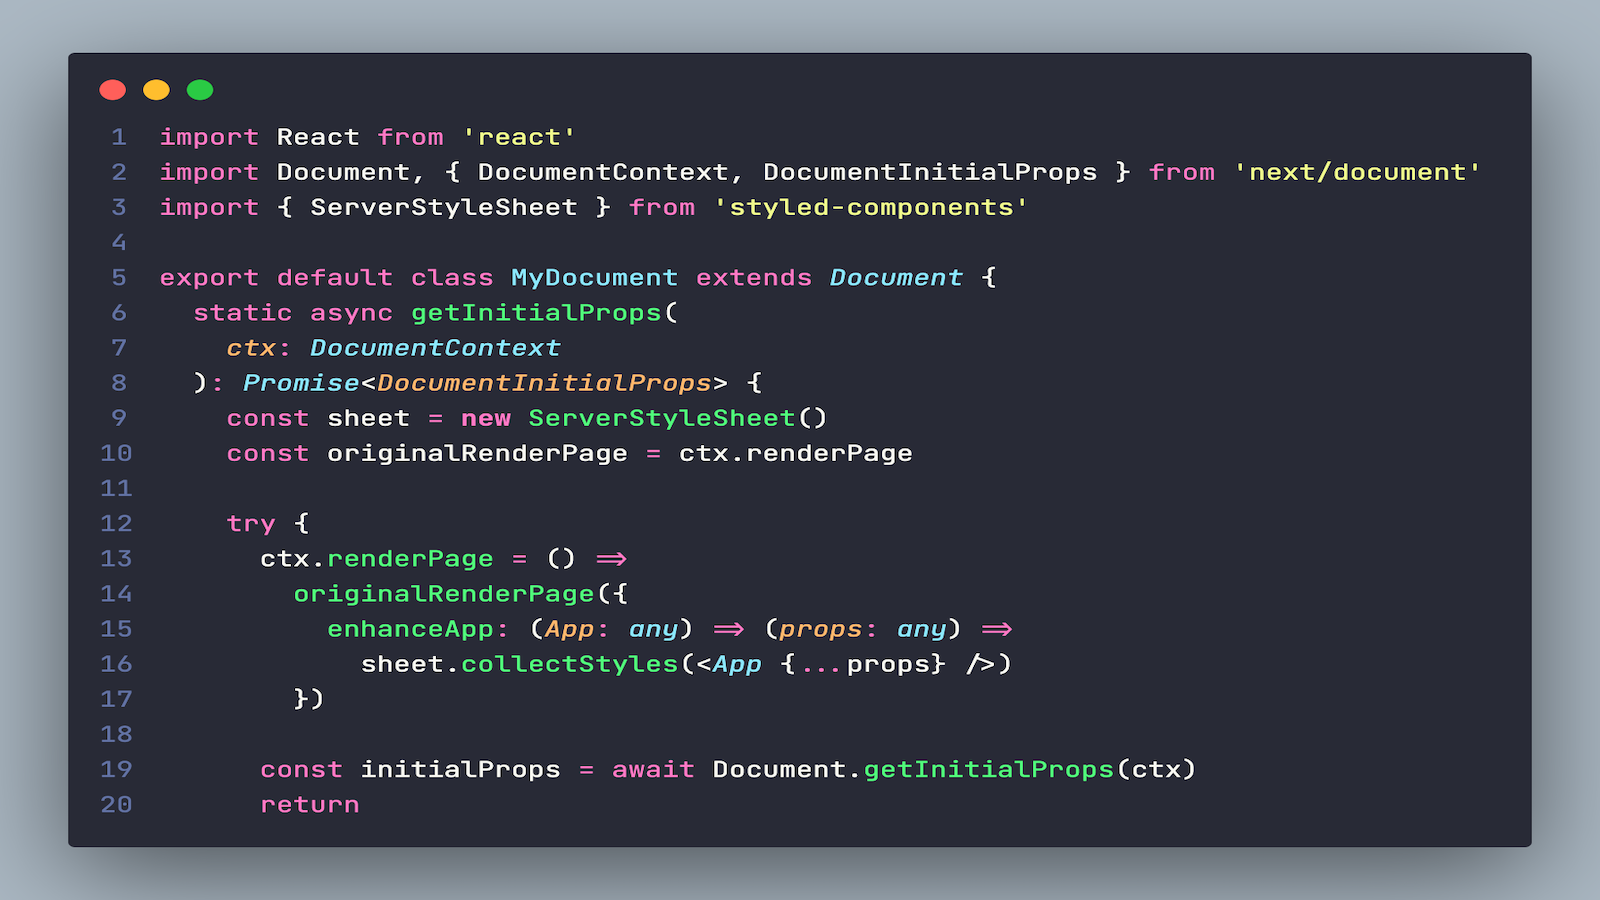 1 import React from 'react'
2 import Document, { DocumentContext, DocumentInitialProps } from 'next/document'
3 import { ServerStyleSheet } from 'styled-components'
4
5 export default class MyDocument extends Document {
6   static async getInitialProps(
7     ctx: DocumentContext
8   ): Promise<DocumentInitialProps> {
9     const sheet = new ServerStyleSheet()
10     const originalRenderPage = ctx.renderPage
11
12     try {
13       ctx.renderPage = () =>
14         originalRenderPage({
15           enhanceApp: (App: any) => (props: any) =>
16             sheet.collectStyles(<App {...props} />)
17         })
18
19       const initialProps = await Document.getInitialProps(ctx)
20       return